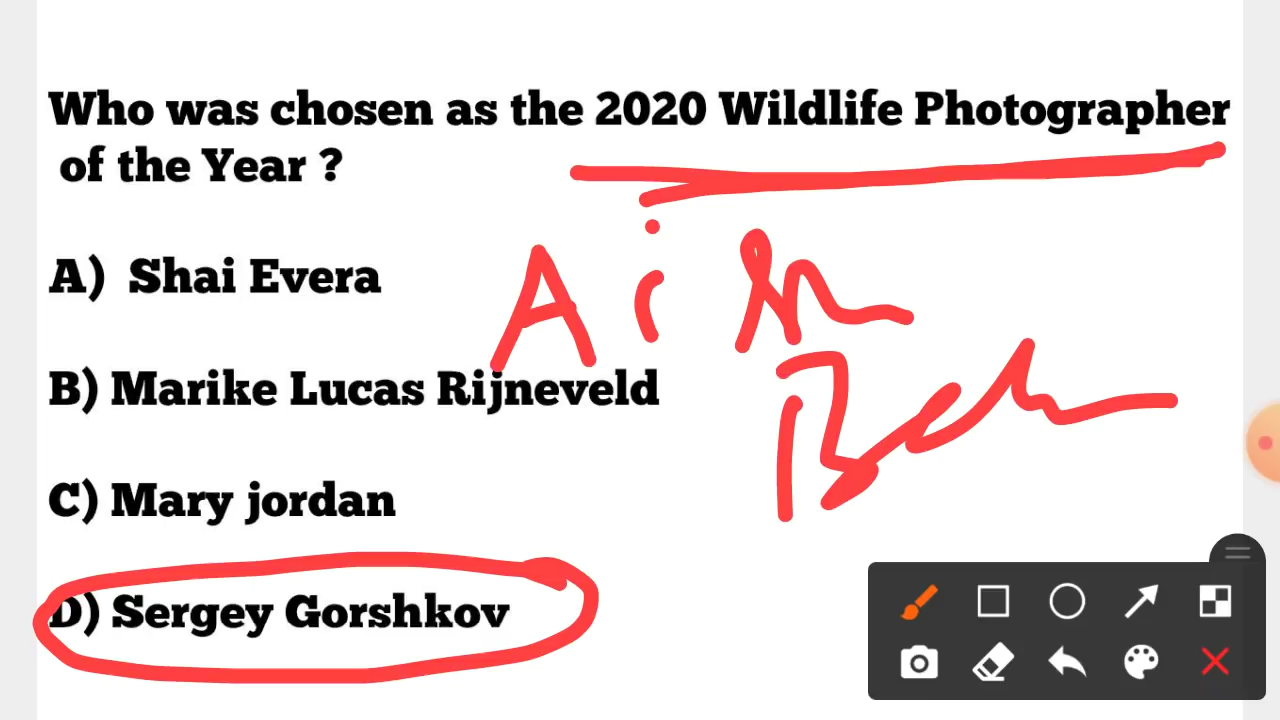 Who was chosen as the 2020 Wildlife Photographer
of the Year ?
A) Shai Evera
B) Marike Lucas Rijneveld
C) Mary jordan
D) Sergey Gorshkov